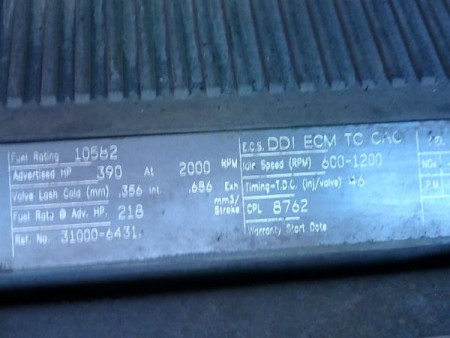 Fuel Rating 10562
Advertised HP 390 At 2000 RPM
Valve Lash Cold (mm) .356 Int. .686 Exh
Fuel Rate @ Adv. HP. 218 mm3/Stroke
Ref. No. 31000-6431.
E.C.S. DDI ECM TC CAC
Idle Speed (RPM) 600-1200
Timing-T.D.C. (in)/valve)
CPL 8762
Warranty Start Date
NOx
P.M.